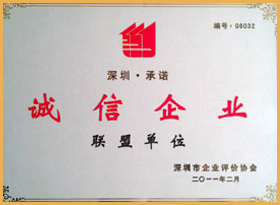 编号：G5032
深圳·承诺
诚信企业
联盟单位
深圳市企业评价协会
二〇一一年二月